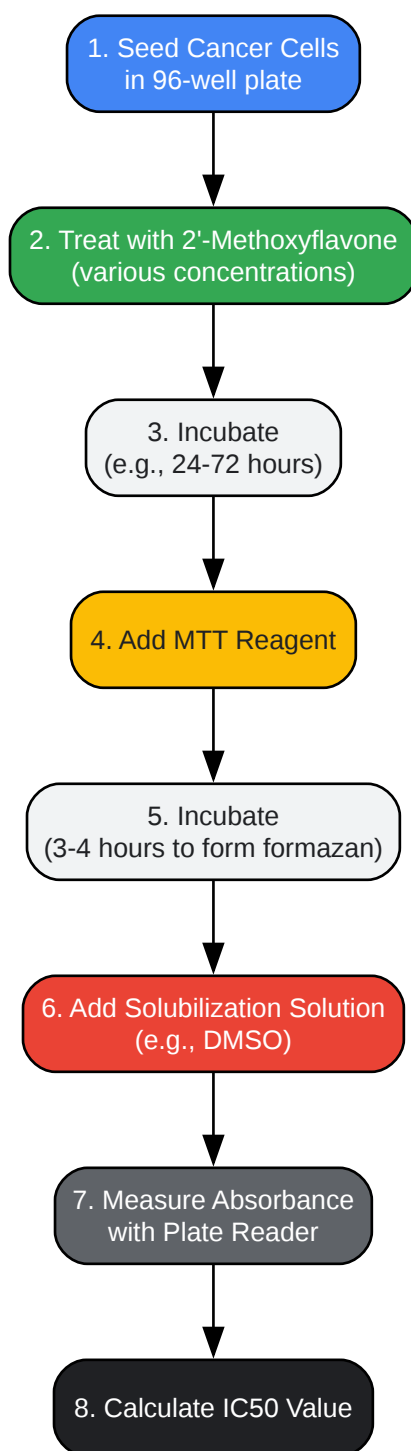 1. Seed Cancer Cells
in 96-well plate
2. Treat with 2'-Methoxyflavone
(various concentrations)
3. Incubate
(e.g., 24-72 hours)
4. Add MTT Reagent
5. Incubate
(3-4 hours to form formazan)
6. Add Solubilization Solution
(e.g., DMSO)
7. Measure Absorbance
with Plate Reader
8. Calculate IC50 Value